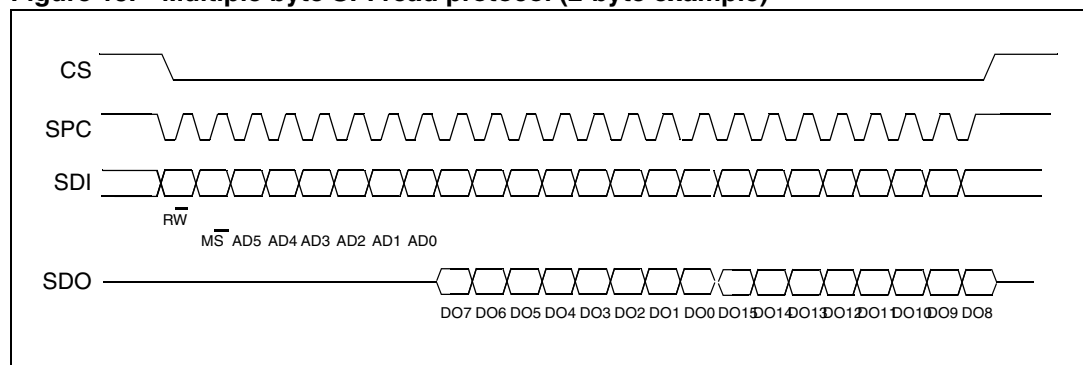 Figure 10. Multiple byte SPI read protocol (2-byte example)
CS
SPC
SDI
RW
MS AD5 AD4 AD3 AD2 AD1 AD0
SDO
DO7 DO6 DO5 DO4 DO3 DO2 DO1 DO0 DO15 DO14 DO13 DO12 DO11 DO10 DO9 DO8